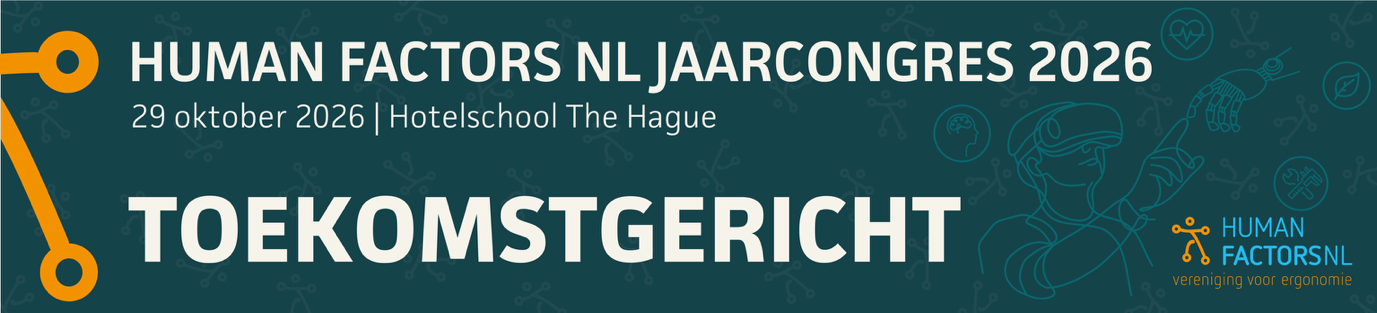 HUMAN FACTORS NL JAARCONGRES 2026
29 oktober 2026 | Hotelschool The Hague
TOEKOMSTGERICHT
HUMAN
FACTORSNL
vereniging voor ergonomie